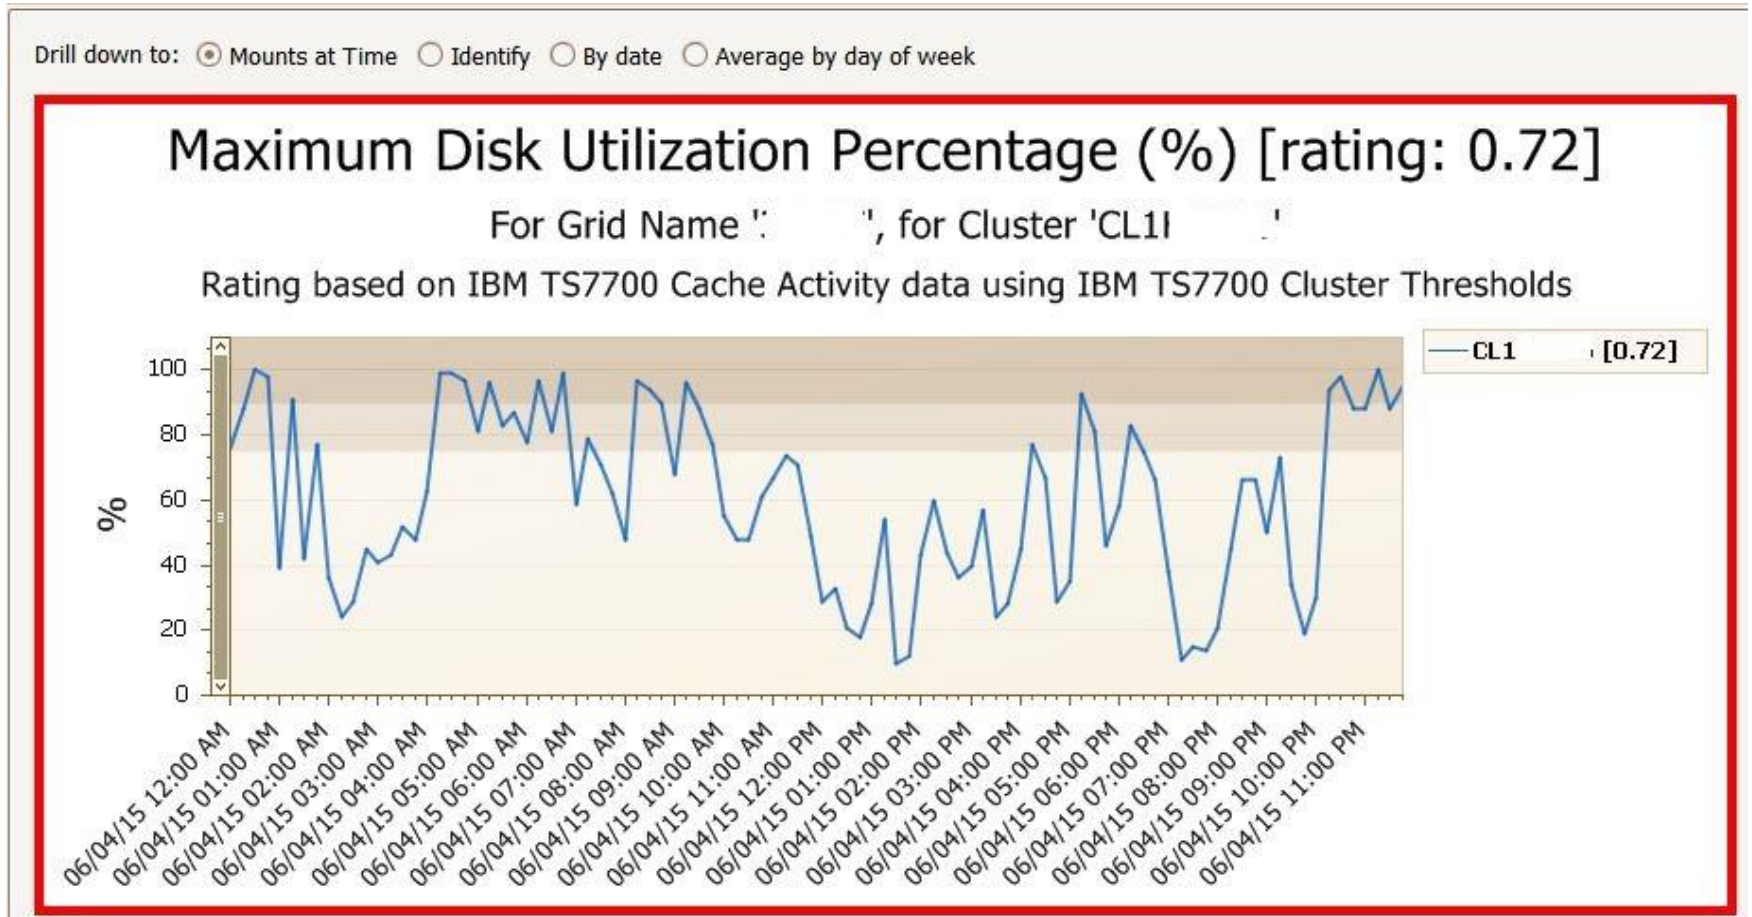 Drill down to: Mounts at Time Identify By date Average by day of week
Maximum Disk Utilization Percentage (%) [rating: 0.72]
For Grid Name ' ', for Cluster 'CL1 '
Rating based on IBM TS7700 Cache Activity data using IBM TS7700 Cluster Thresholds
CL1 [0.72]
%
100
80
60
40
20
0
06/04/15 12:00 AM
06/04/15 01:00 AM
06/04/15 02:00 AM
06/04/15 03:00 AM
06/04/15 04:00 AM
06/04/15 05:00 AM
06/04/15 06:00 AM
06/04/15 07:00 AM
06/04/15 08:00 AM
06/04/15 09:00 AM
06/04/15 10:00 AM
06/04/15 11:00 AM
06/04/15 12:00 PM
06/04/15 01:00 PM
06/04/15 02:00 PM
06/04/15 03:00 PM
06/04/15 04:00 PM
06/04/15 05:00 PM
06/04/15 06:00 PM
06/04/15 07:00 PM
06/04/15 08:00 PM
06/04/15 09:00 PM
06/04/15 10:00 PM
06/04/15 11:00 PM